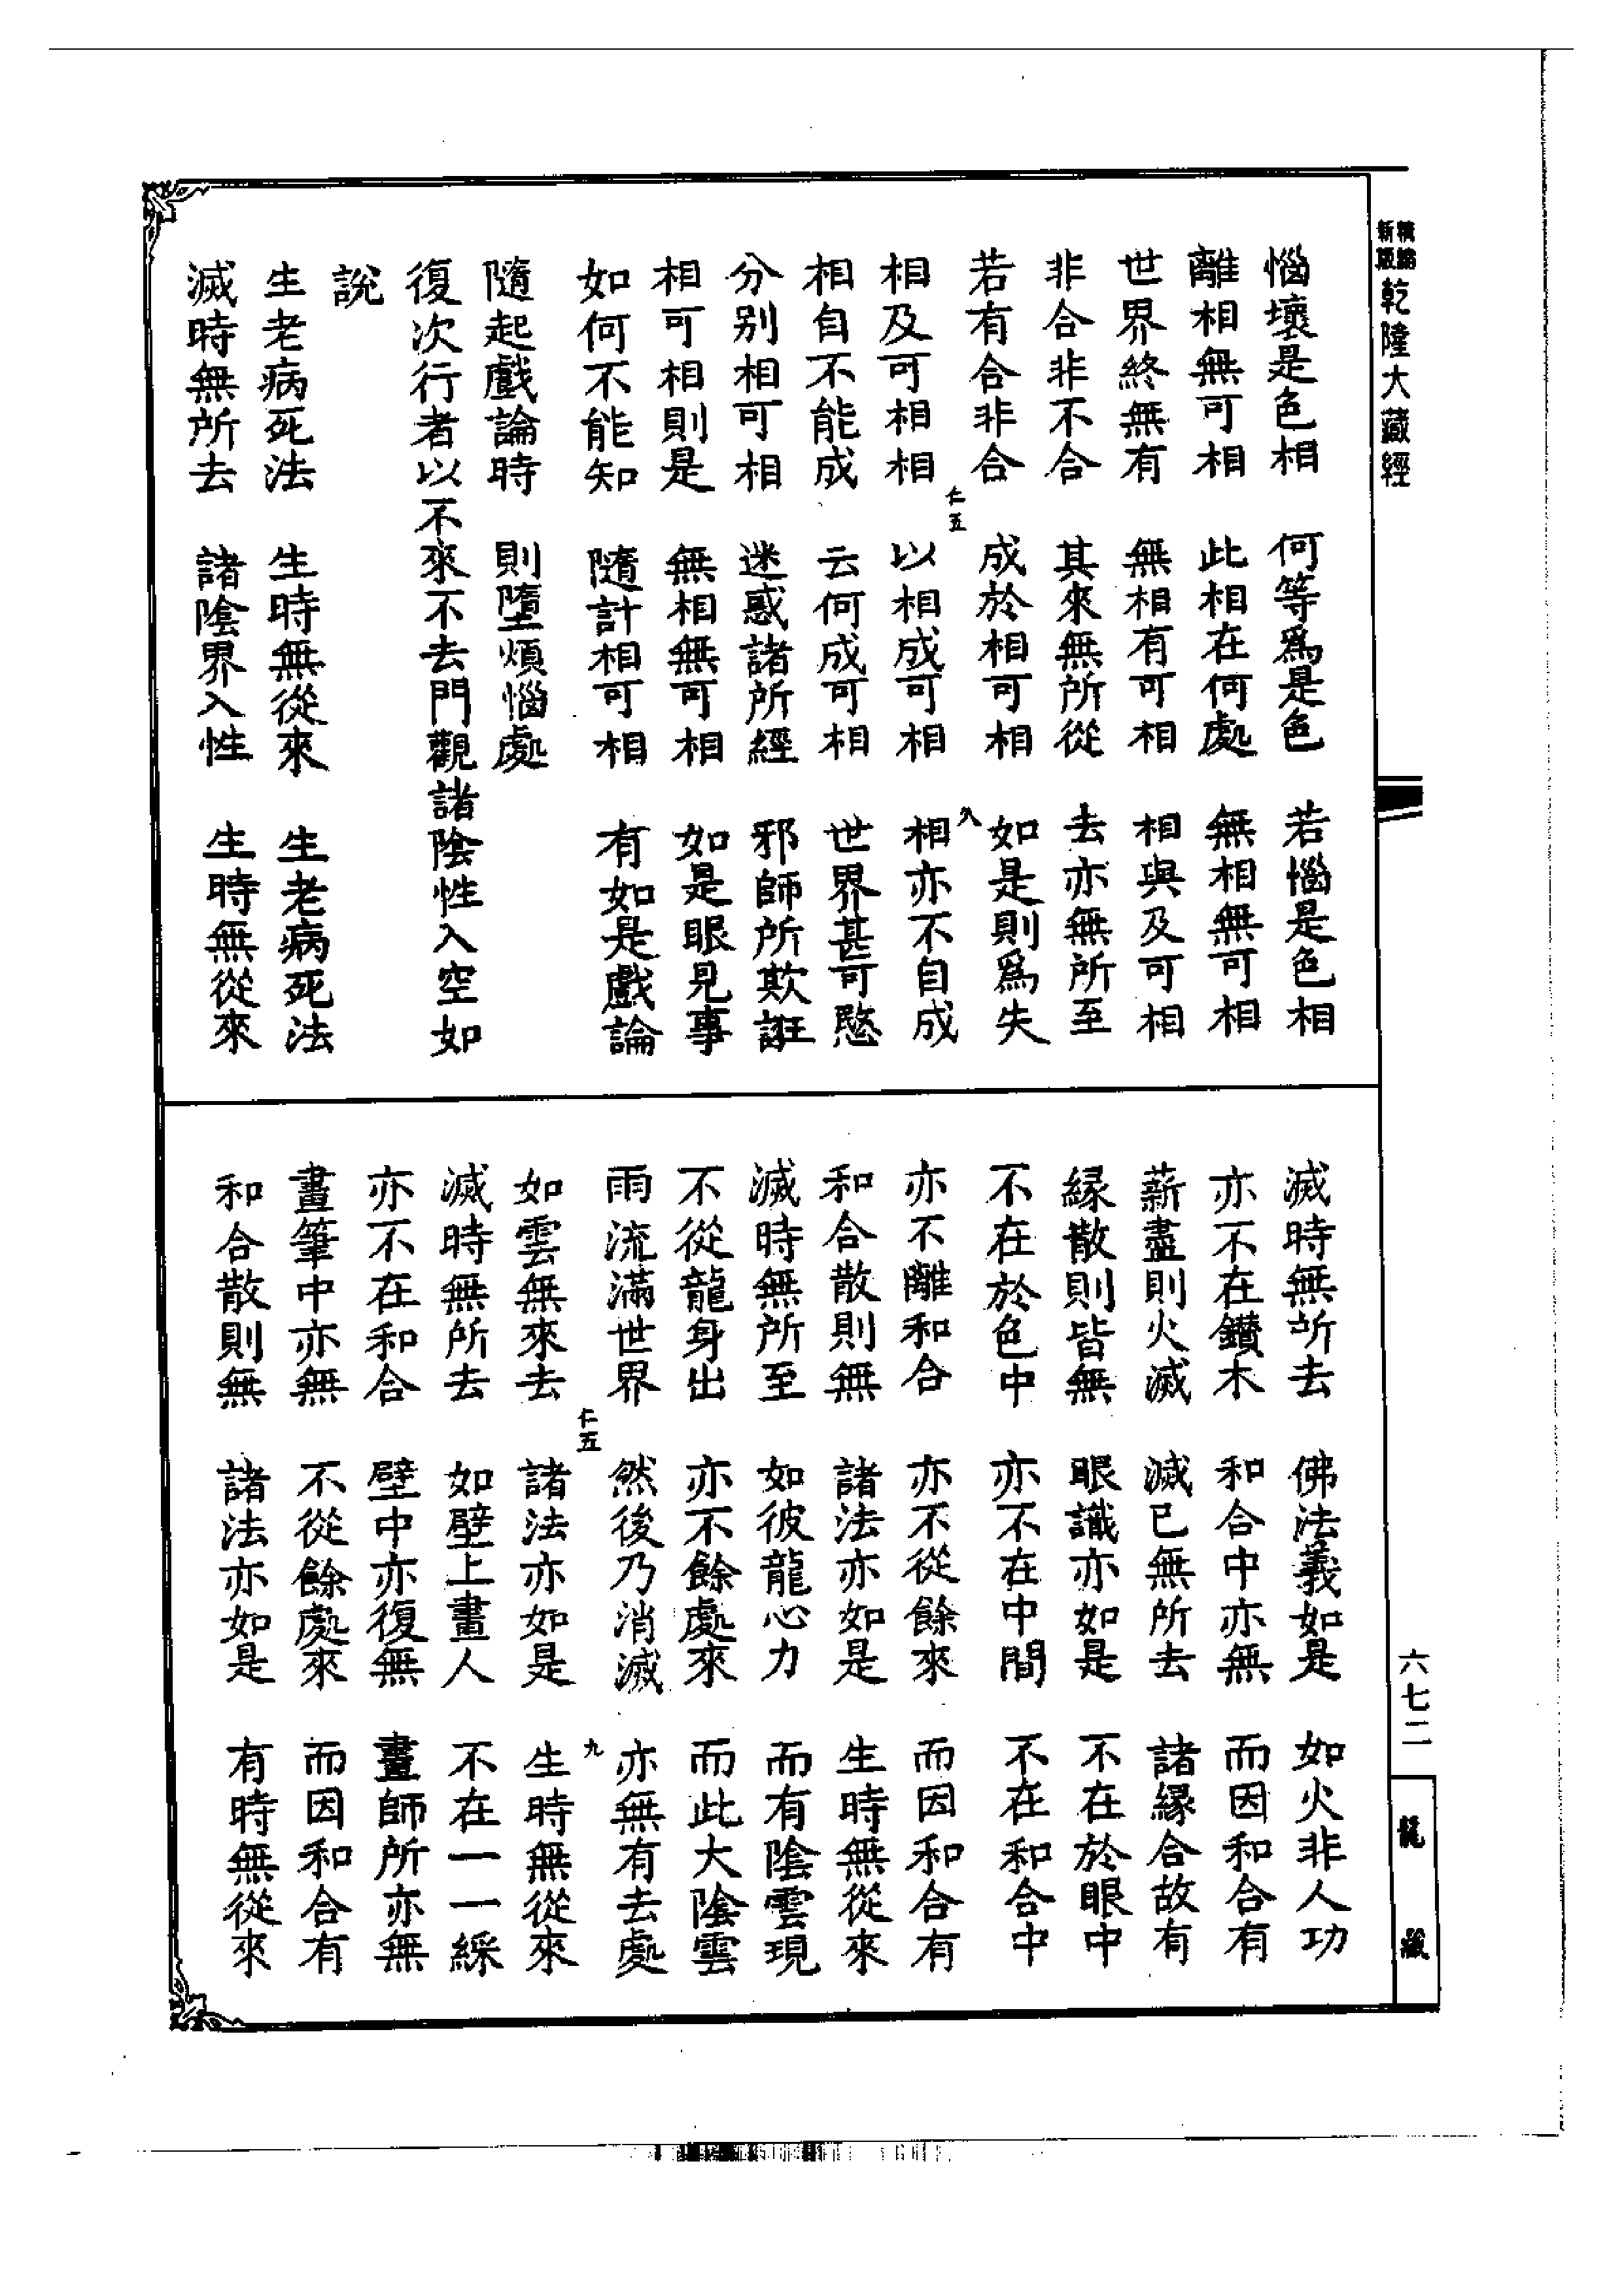 精緻新版 乾隆大藏經
惱壞是色相 何等爲是色 若惱是色相
離相無可相 此相在何處 無相無可相
世界終無有 無相有可相 相與及可相
非合非不合 其來無所從 去亦無所至
若有合非合 成於相可相 如是則爲失
仁五 八
相及可相相 以相成可相 相亦不自成
相自不能成 云何成可相 世界甚可愍
分別相可相 迷惑諸所經 邪師所欺誑
相可相則是 無相無可相 如是眼見事
如何不能知 隨計相可相 有如是戲論
隨起戲論時 則墮煩惱處
復次行者以不來不去門觀諸陰性入空如
說
生老病死法 生時無從來 生老病死法
滅時無所去 諸陰界入性 生時無從來
滅時無所去 佛法義如是 如火非人功
亦不在鑚木 和合中亦無 而因和合有
薪盡則火滅 滅已無所去 諸緣合故有
緣散則皆無 眼識亦如是 不在於眼中
不在於色中 亦不在中間 不在和合中
亦不離和合 亦不從餘來 而因和合有
和合散則無 諸法亦如是 生時無從來
滅時無所至 如彼龍心力 而有陰雲現
不從龍身出 亦不餘處來 而此大陰雲
雨流滿世界 然後乃消滅 亦無有去處
仁五 九
如雲無來去 諸法亦如是 生時無從來
滅時無所去 如壁上畫人 不在一一綵
亦不在和合 壁中亦復無 畫師所亦無
畫筆中亦無 不從餘處來 而因和合有
和合散則無 諸法亦如是 有時無從來
六七二
龍藏